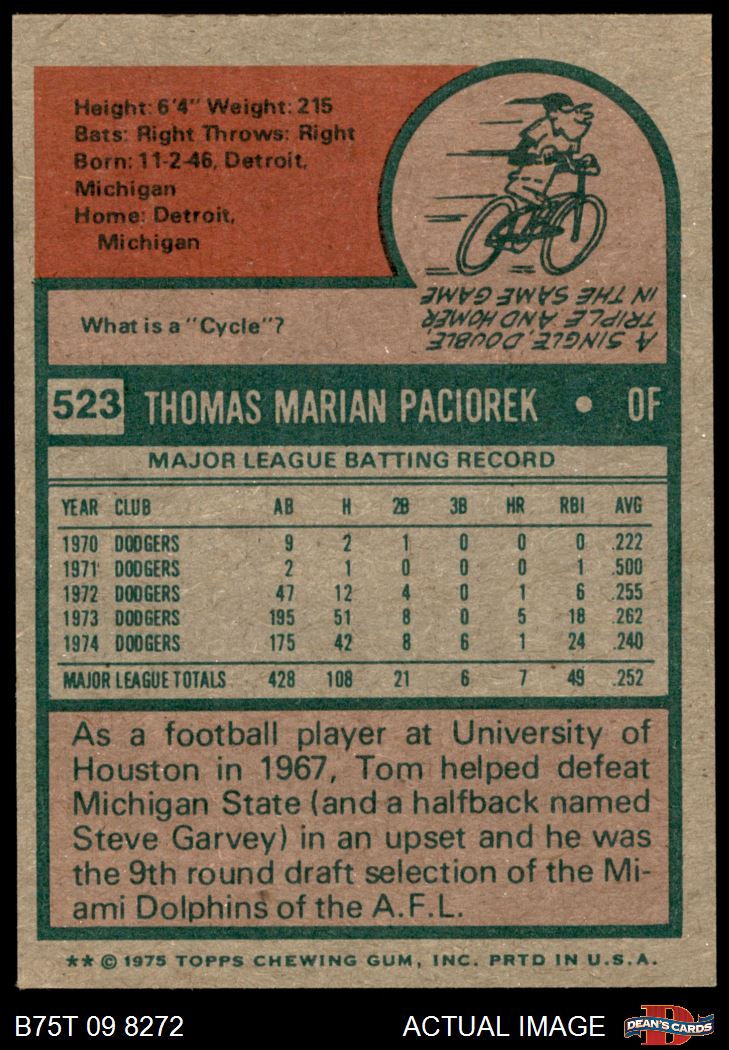 Height: 6'4" Weight: 215
Bats: Right Throws: Right
Born: 11-2-46, Detroit,
Michigan
Home: Detroit,
Michigan
What is a "Cycle"?
A SINGLE, DOUBLE,
TRIPLE AND HOMER
IN THE SAME GAME
523 THOMAS MARIAN PACIOREK • OF
MAJOR LEAGUE BATTING RECORD
YEAR CLUB AB H 2B 3B HR RBI AVG
1970 DODGERS 9 2 1 0 0 0 .222
1971 DODGERS 2 1 0 0 0 1 .500
1972 DODGERS 47 12 4 0 1 6 .255
1973 DODGERS 195 51 8 0 5 18 .262
1974 DODGERS 175 42 8 6 1 24 .240
MAJOR LEAGUE TOTALS 428 108 21 6 7 49 .252
As a football player at University of
Houston in 1967, Tom helped defeat
Michigan State (and a halfback named
Steve Garvey) in an upset and he was
the 9th round draft selection of the Mi-
ami Dolphins of the A.F.L.
** © 1975 TOPPS CHEWING GUM, INC. PRTD IN U.S.A.
B75T 09 8272 ACTUAL IMAGE D DEAN'S CARDS